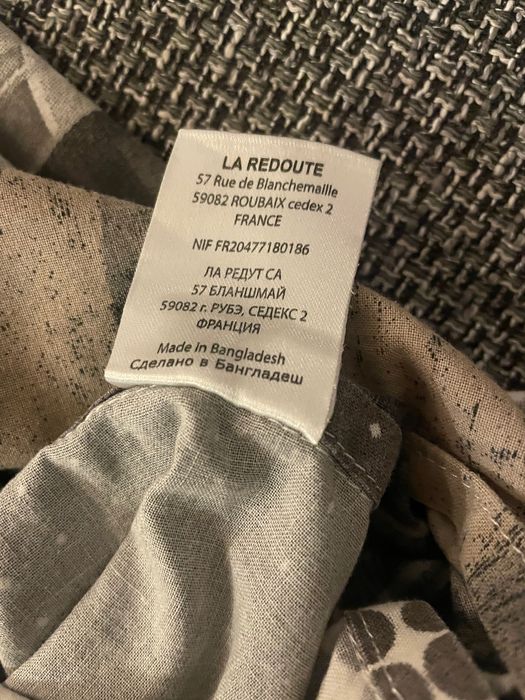 LA REDOUTE
57 Rue de Blanchemaille
59082 ROUBAIX cedex 2
FRANCE
NIF FR20477180186
ЛА РЕДУТ СА
57 БЛАНШМАЙ
59082 г. РУБЭ, СЕДЕКС 2
ФРАНЦИЯ
Made in Bangladesh
Сделано в Бангладеш